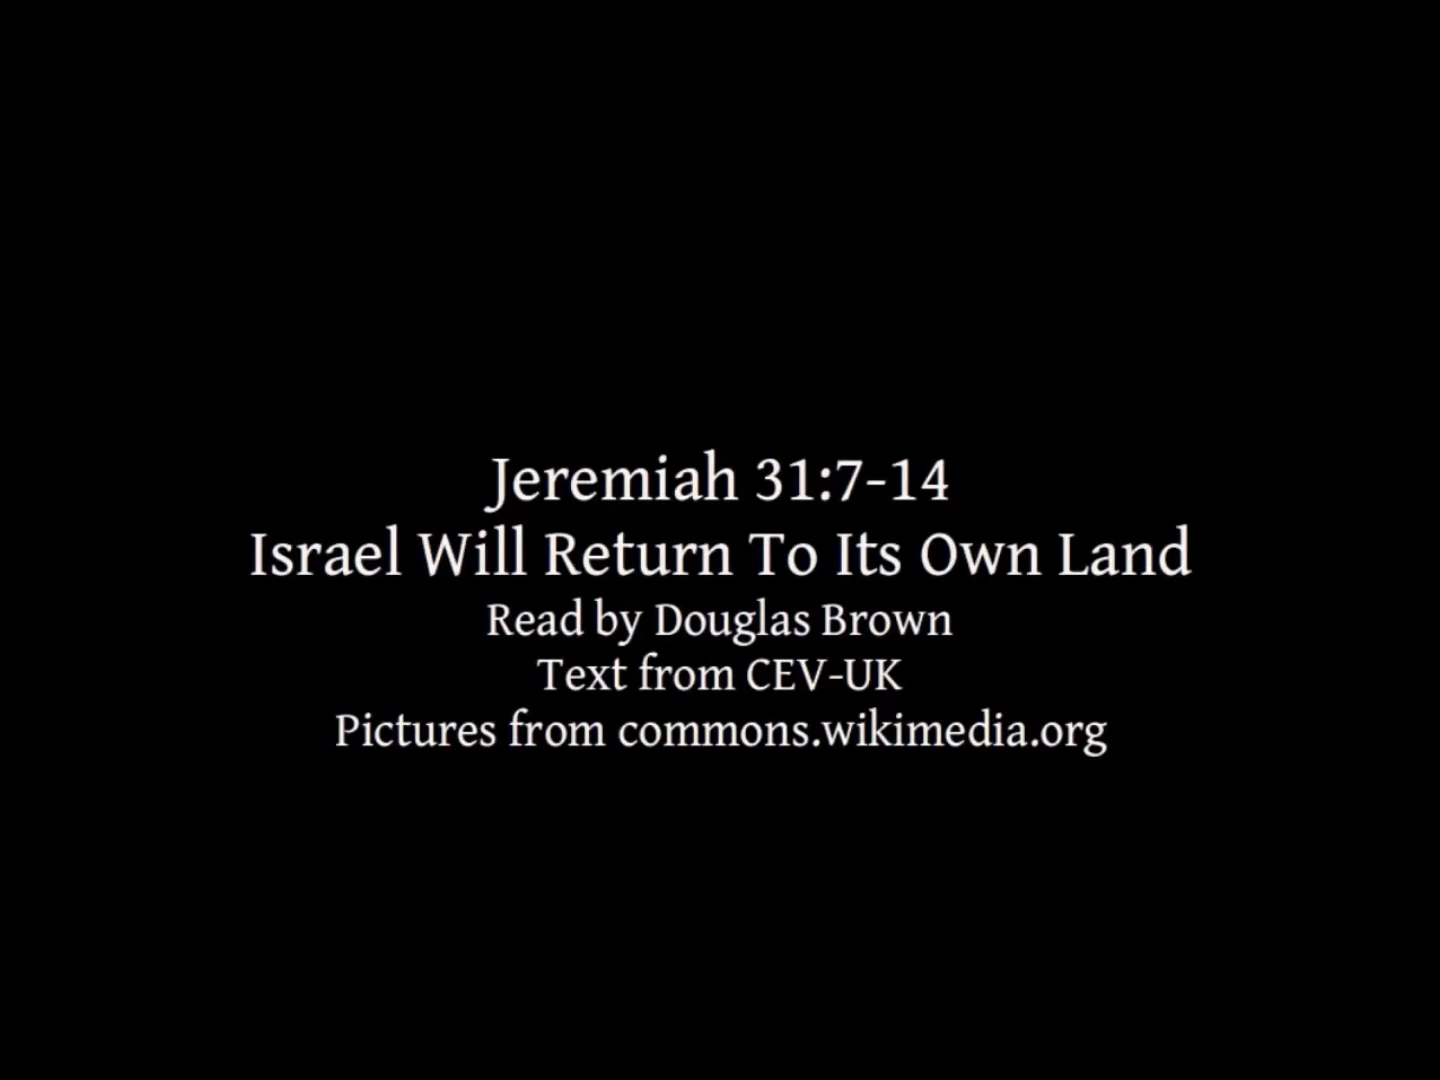 Jeremiah 31:7-14
Israel Will Return To Its Own Land
Read by Douglas Brown
Text from CEV-UK
Pictures from commons.wikimedia.org